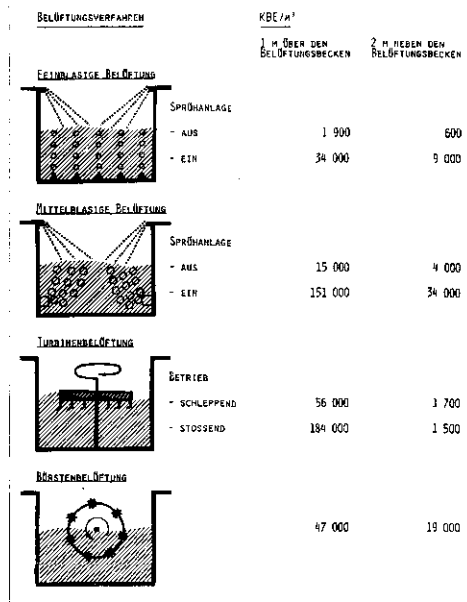 BELÜFTUNGSVERFAHREN KBE/M³
1 M ÜBER DEN BELÜFTUNGSBECKEN 2 M NEBEN DEN BELÜFTUNGSBECKEN
FEINBLASIGE BELÜFTUNG
SPRÜHANLAGE
- AUS 1 900 600
- EIN 34 000 9 000
MITTELBLASIGE BELÜFTUNG
SPRÜHANLAGE
- AUS 15 000 4 000
- EIN 151 000 34 000
TURBINENBELÜFTUNG
BETRIEB
- SCHLEPPEND 56 000 3 700
- STOSSEND 184 000 1 500
BÜRSTENBELÜFTUNG
47 000 19 000